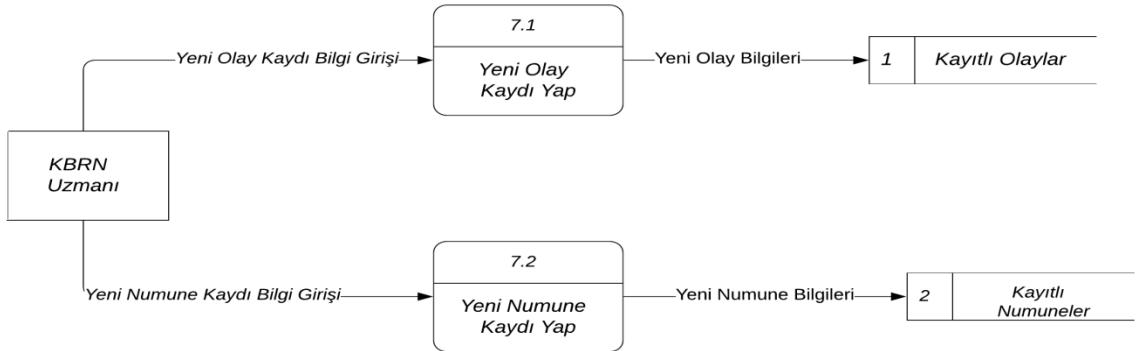 7.1
Yeni Olay Kaydı Bilgi Girişi
Yeni Olay
Kaydı Yap
Yeni Olay Bilgileri
1
Kayıtlı Olaylar
KBRN
Uzmanı
7.2
Yeni Numune Kaydı Bilgi Girişi
Yeni Numune
Kaydı Yap
Yeni Numune Bilgileri
2
Kayıtlı
Numuneler